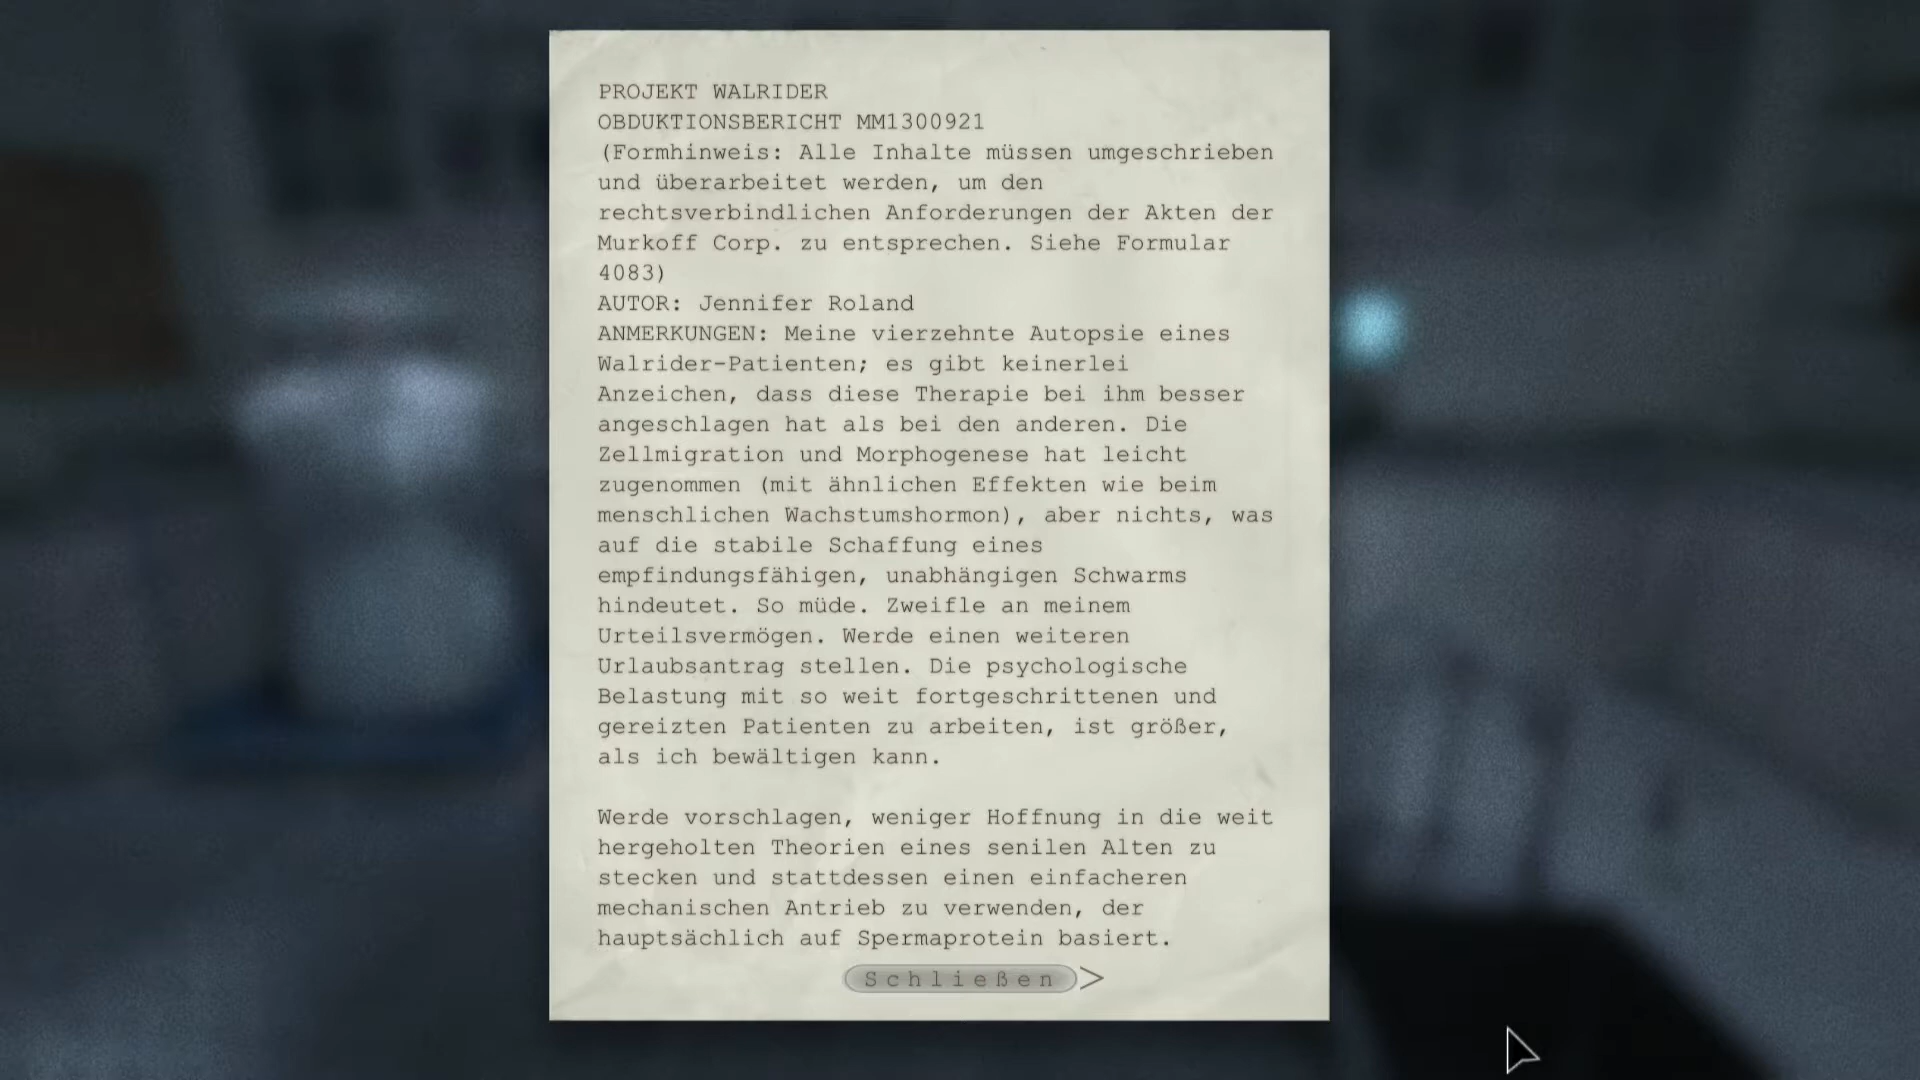 PROJEKT WALRIDER
OBDUKTIONSBERICHT MM1300921
(Formhinweis: Alle Inhalte müssen umgeschrieben
und überarbeitet werden, um den
rechtsverbindlichen Anforderungen der Akten der
Murkoff Corp. zu entsprechen. Siehe Formular
4083)
AUTOR: Jennifer Roland
ANMERKUNGEN: Meine vierzehnte Autopsie eines
Walrider-Patienten; es gibt keinerlei
Anzeichen, dass diese Therapie bei ihm besser
angeschlagen hat als bei den anderen. Die
Zellmigration und Morphogenese hat leicht
zugenommen (mit ähnlichen Effekten wie beim
menschlichen Wachstumshormon), aber nichts, was
auf die stabile Schaffung eines
empfindungsfähigen, unabhängigen Schwarms
hindeutet. So müde. Zweifle an meinem
Urteilsvermögen. Werde einen weiteren
Urlaubsantrag stellen. Die psychologische
Belastung mit so weit fortgeschrittenen und
gereizten Patienten zu arbeiten, ist größer,
als ich bewältigen kann.
Werde vorschlagen, weniger Hoffnung in die weit
hergeholten Theorien eines senilen Alten zu
stecken und stattdessen einen einfacheren
mechanischen Antrieb zu verwenden, der
hauptsächlich auf Spermaprotein basiert.
Schließen >